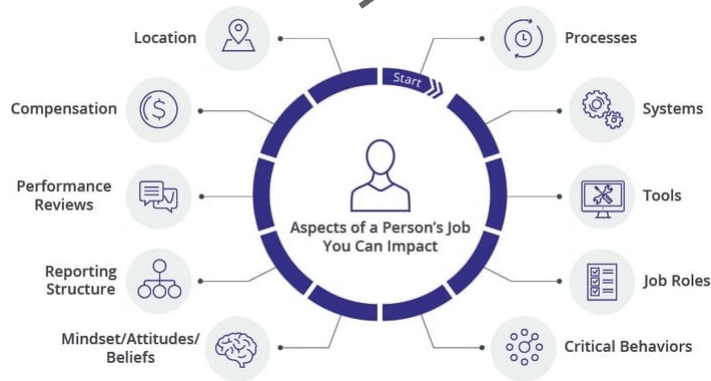 Start
Processes
Systems
Tools
Job Roles
Critical Behaviors
Mindset/Attitudes/
Beliefs
Reporting
Structure
Performance
Reviews
Compensation
Location
Aspects of a Person's Job
You Can Impact